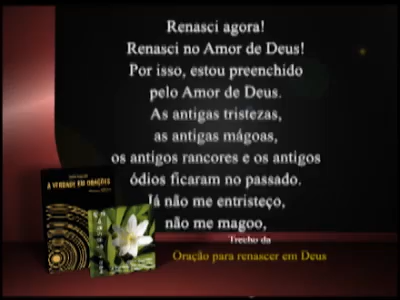 Renasci agora!
Renasci no Amor de Deus!
Por isso, estou preenchido
pelo Amor de Deus.
As antigas tristezas,
as antigas mágoas,
os antigos rancores e os antigos
ódios ficaram no passado.
Já não me entristeço,
não me magoo,
Trecho da
Oração para renascer em Deus
A VERDADE EM ORAÇÕES